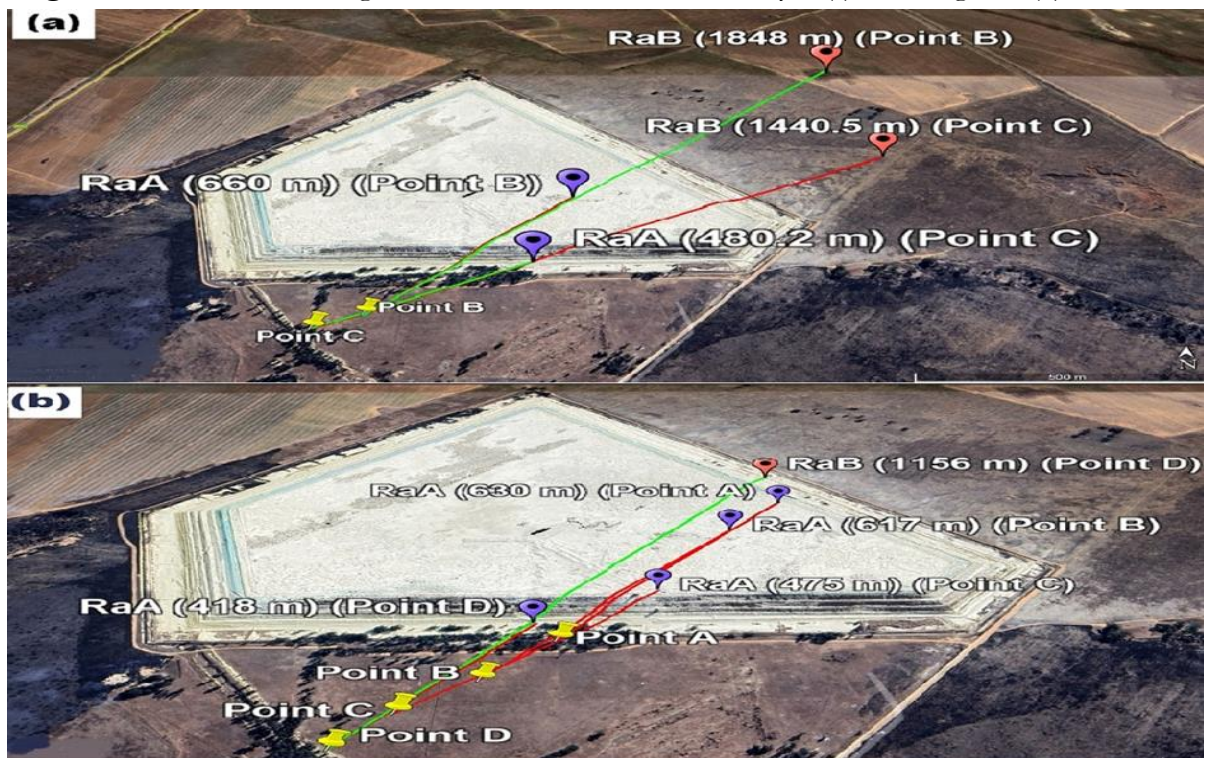 (a)
RaB (1848 m) (Point B)
RaB (1440.5 m) (Point C)
RaA (660 m) (Point B)
RaA (480.2 m) (Point C)
Point B
Point C
N
500 m
(b)
RaB (1156 m) (Point D)
RaA (630 m) (Point A)
RaA (617 m) (Point B)
RaA (475 m) (Point C)
RaA (418 m) (Point D)
Point A
Point B
Point C
Point D